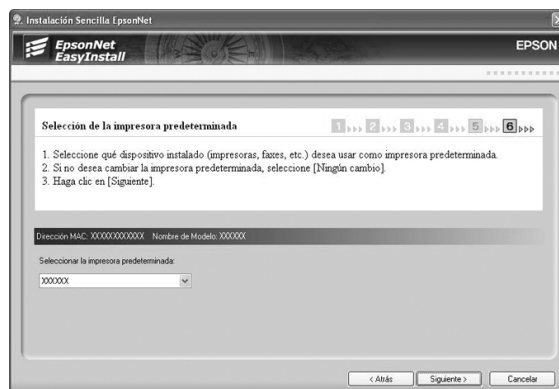 Instalación Sencilla EpsonNet
EpsonNet
EasyInstall
EPSON
Selección de la impresora predeterminada
1 2 3 4 5 6
1. Seleccione qué dispositivo instalado (impresoras, faxes, etc.) desea usar como impresora predeterminada.
2. Si no desea cambiar la impresora predeterminada, seleccione [Ningún cambio].
3. Haga clic en [Siguiente].
Dirección MAC: XXXXXXXXXXXX Nombre de Modelo: XXXXXX
Seleccionar la impresora predeterminada:
XXXXXX
< Atrás
Siguiente >
Cancelar